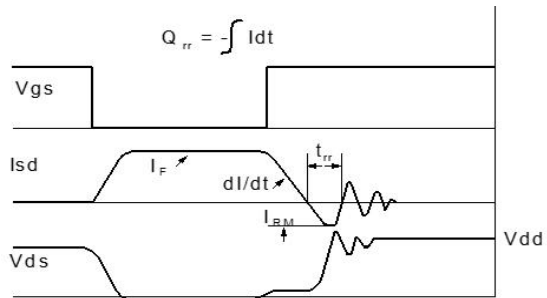 Q rr = -∫ Idt
Vgs
Isd
I F
dI/dt
t rr
I RM
Vds
Vdd